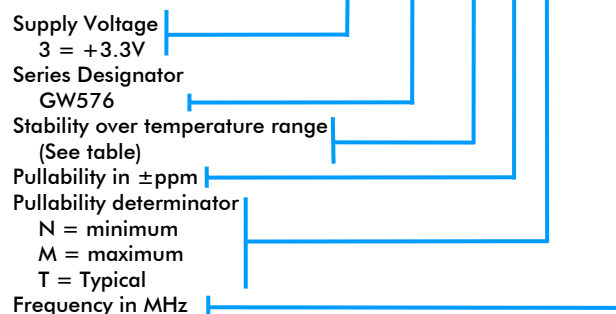 Supply Voltage
3 = +3.3V
Series Designator
GW576
Stability over temperature range
(See table)
Pullability in ±ppm
Pullability determinator
N = minimum
M = maximum
T = Typical
Frequency in MHz